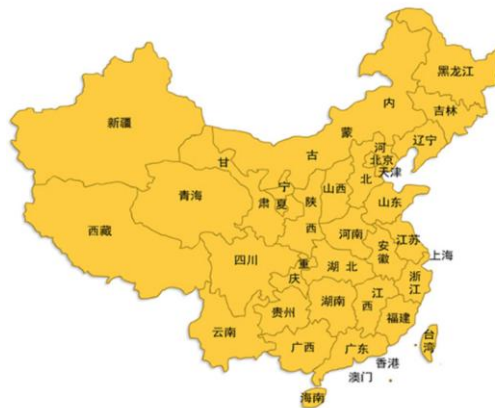 黑龙江
内
吉林
新疆
蒙
辽宁
河
古
北京
甘
天津
宁
北
青海
山西
肃
夏
陕
山东
西藏
西
河南
江苏
安徽
上海
四川
重
湖北
庆
浙江
江西
湖南
贵州
福建
云南
台湾
广西
广东
香港
澳门
海南